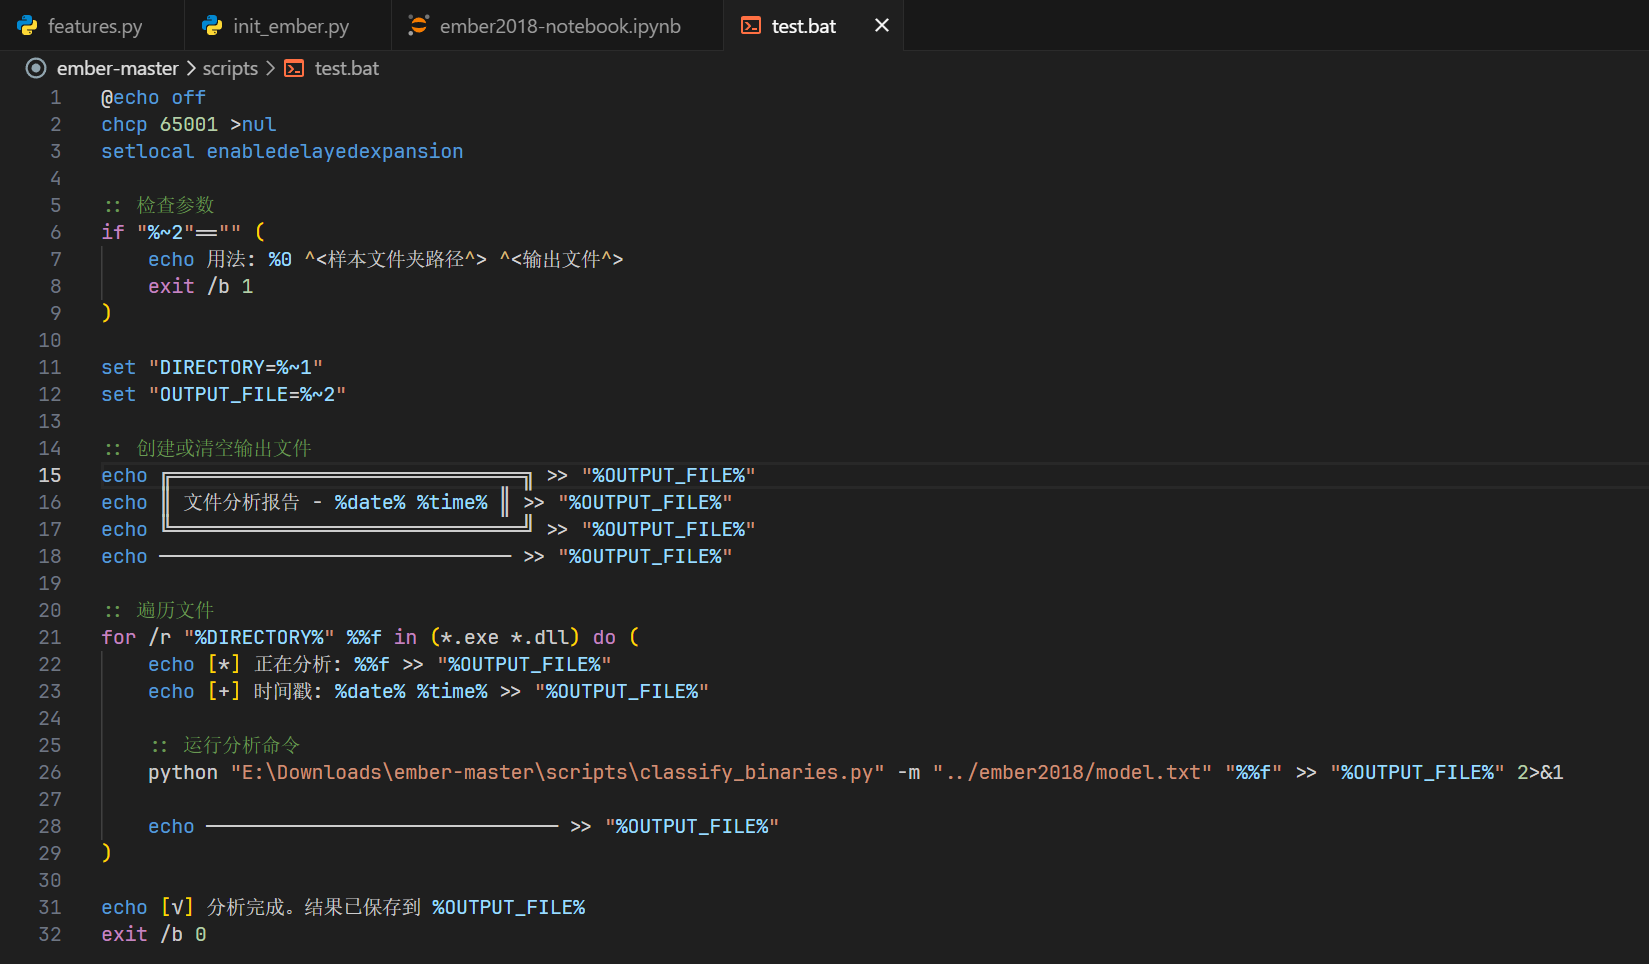 features.py init_ember.py ember2018-notebook.ipynb test.bat
ember-master > scripts > test.bat
1 @echo off
2 chcp 65001 >nul
3 setlocal enabledelayedexpansion
4
5 :: 检查参数
6 if "%~2"=="" (
7 echo 用法: %0 ^<样本文件夹路径^> ^<输出文件^>
8 exit /b 1
9 )
10
11 set "DIRECTORY=%~1"
12 set "OUTPUT_FILE=%~2"
13
14 :: 创建或清空输出文件
15 echo ╔══════════════════════════════╗ >> "%OUTPUT_FILE%"
16 echo ║ 文件分析报告 - %date% %time% ║ >> "%OUTPUT_FILE%"
17 echo ╚══════════════════════════════╝ >> "%OUTPUT_FILE%"
18 echo ────────────────────────────── >> "%OUTPUT_FILE%"
19
20 :: 遍历文件
21 for /r "%DIRECTORY%" %%f in (*.exe *.dll) do (
22 echo [*] 正在分析: %%f >> "%OUTPUT_FILE%"
23 echo [+] 时间戳: %date% %time% >> "%OUTPUT_FILE%"
24
25 :: 运行分析命令
26 python "E:\Downloads\ember-master\scripts\classify_binaries.py" -m "../ember2018/model.txt" "%%f" >> "%OUTPUT_FILE%" 2>&1
27
28 echo ────────────────────────────── >> "%OUTPUT_FILE%"
29 )
30
31 echo [√] 分析完成。结果已保存到 %OUTPUT_FILE%
32 exit /b 0